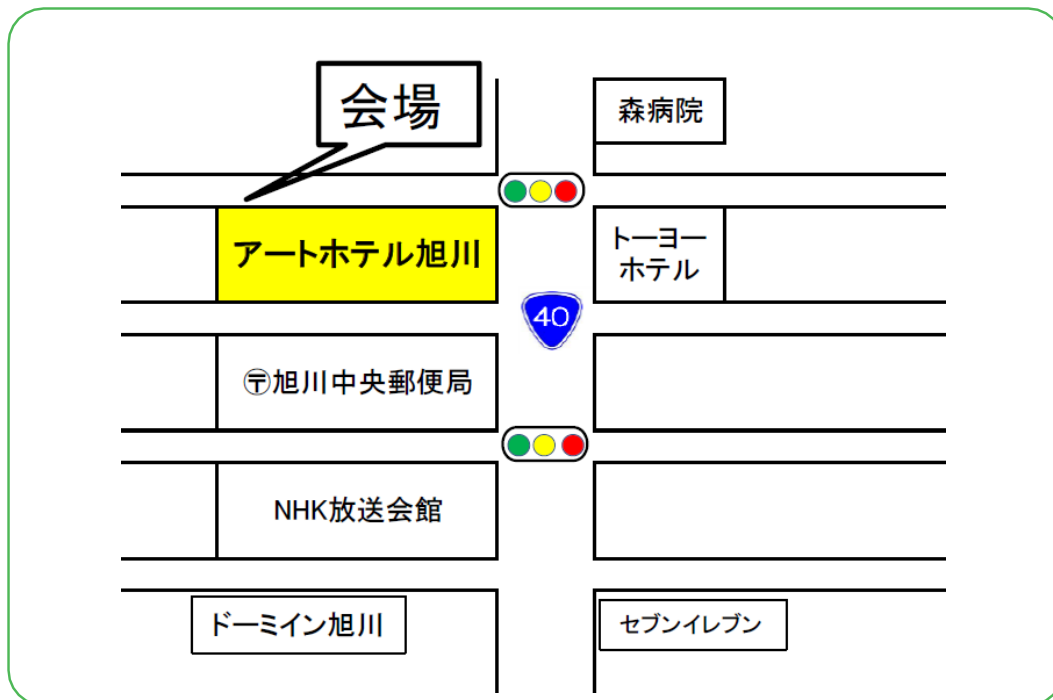 会場
森病院
アートホテル旭川
トーヨー
ホテル
40
〶旭川中央郵便局
NHK放送会館
ドーミイン旭川
セブンイレブン